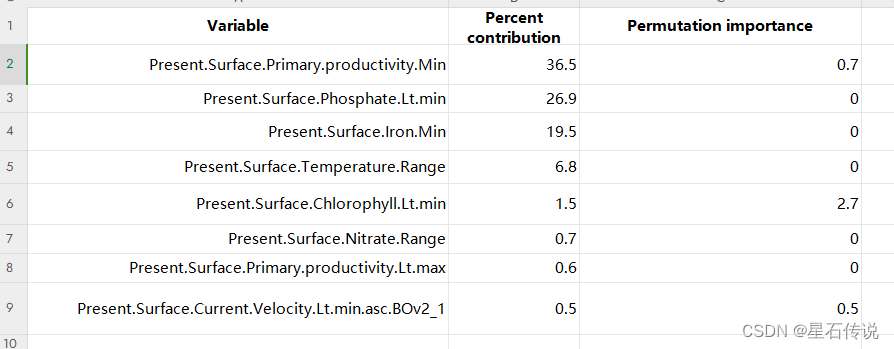 1 Variable Percent contribution Permutation importance
2 Present.Surface.Primary.productivity.Min 36.5 0.7
3 Present.Surface.Phosphate.Lt.min 26.9 0
4 Present.Surface.Iron.Min 19.5 0
5 Present.Surface.Temperature.Range 6.8 0
6 Present.Surface.Chlorophyll.Lt.min 1.5 2.7
7 Present.Surface.Nitrate.Range 0.7 0
8 Present.Surface.Primary.productivity.Lt.max 0.6 0
9 Present.Surface.Current.Velocity.Lt.min.asc.BOv2_1 0.5 0.5
10
CSDN @星石传说